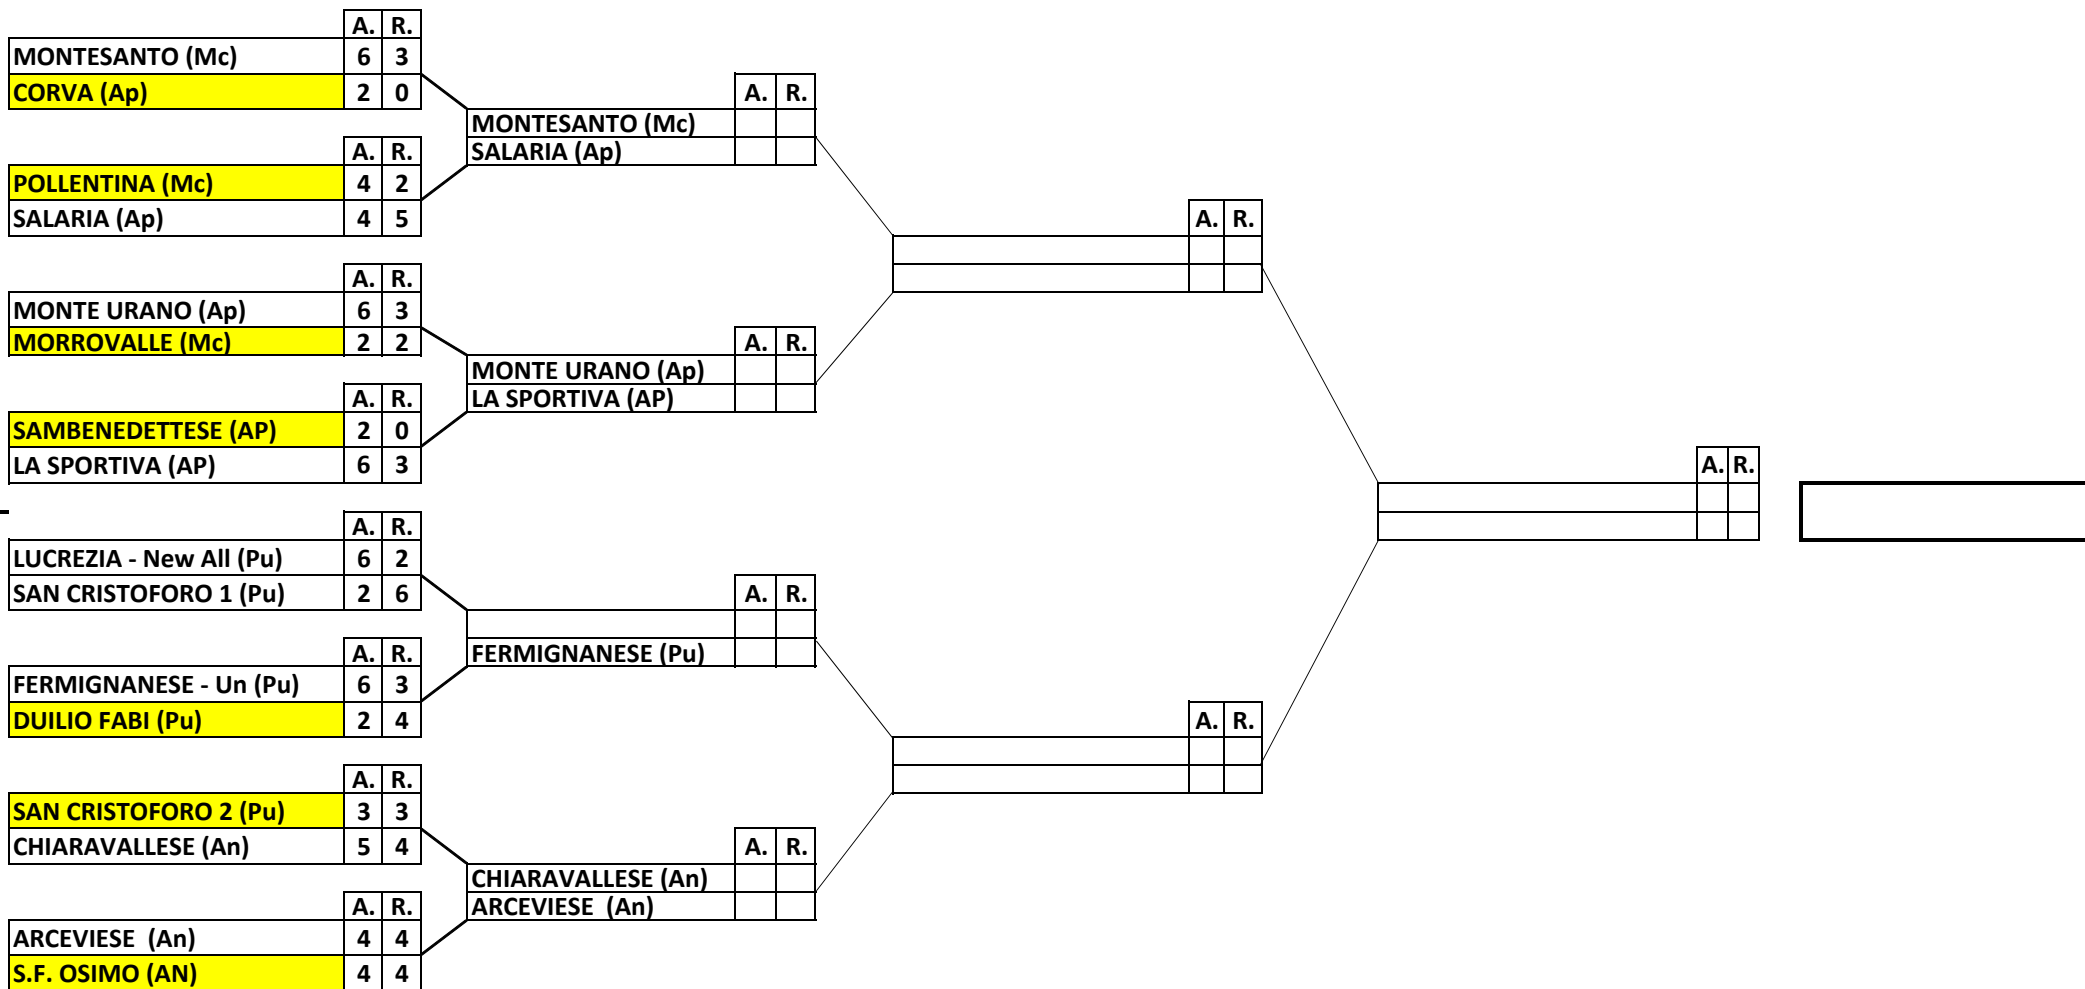 A. R.
MONTESANTO (Mc) 6 3
CORVA (Ap) 2 0
A. R.
POLLENTINA (Mc) 4 2
SALARIA (Ap) 4 5
A. R.
MONTE URANO (Ap) 6 3
MORROVALLE (Mc) 2 2
A. R.
SAMBENEDETTESE (AP) 2 0
LA SPORTIVA (AP) 6 3
A. R.
LUCREZIA - New All (Pu) 6 2
SAN CRISTOFORO 1 (Pu) 2 6
A. R.
FERMIGNANESE - Un (Pu) 6 3
DUILIO FABI (Pu) 2 4
A. R.
SAN CRISTOFORO 2 (Pu) 3 3
CHIARAVALLESE (An) 5 4
A. R.
ARCEVIESE (An) 4 4
S.F. OSIMO (AN) 4 4
A. R.
MONTESANTO (Mc)
SALARIA (Ap)
A. R.
MONTE URANO (Ap)
LA SPORTIVA (AP)
A. R.
FERMIGNANESE (Pu)
A. R.
CHIARAVALLESE (An)
ARCEVIESE (An)
A. R.
A. R.
A. R.